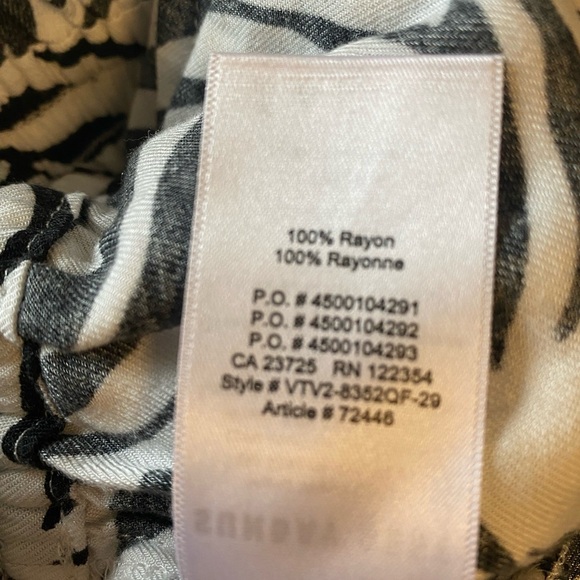 100% Rayon
100% Rayonne
P.O. # 4500104291
P.O. # 4500104292
P.O. # 4500104293
CA 23725 RN 122354
Style # VTV2-8352QF-29
Article # 72446